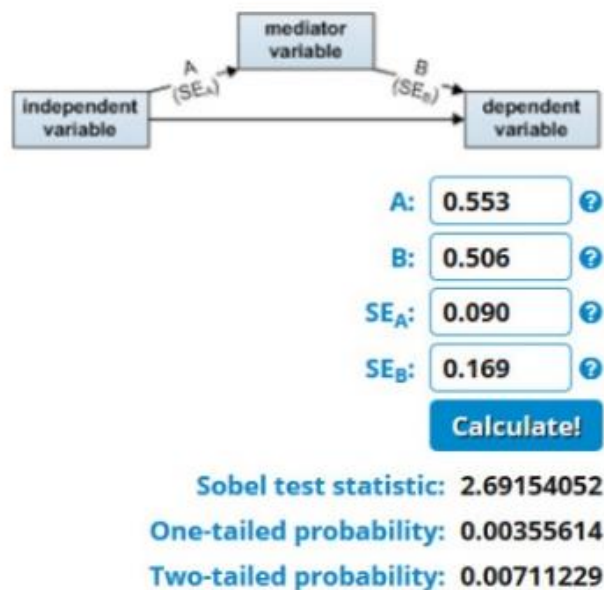 mediator
variable
A
(SEA)
B
(SEB)
independent
variable
dependent
variable
A: 0.553 ?
B: 0.506 ?
SEA: 0.090 ?
SEB: 0.169 ?
Calculate!
Sobel test statistic: 2.69154052
One-tailed probability: 0.00355614
Two-tailed probability: 0.00711229